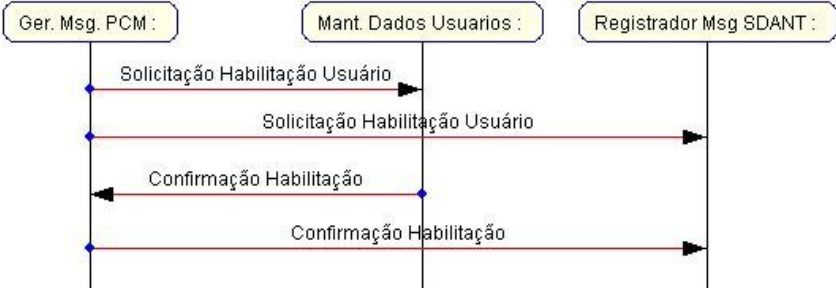 Ger. Msg. PCM :
Mant. Dados Usuarios :
Registrador Msg SDANT :
Solicitação Habilitação Usuário
Solicitação Habilitação Usuário
Confirmação Habilitação
Confirmação Habilitação